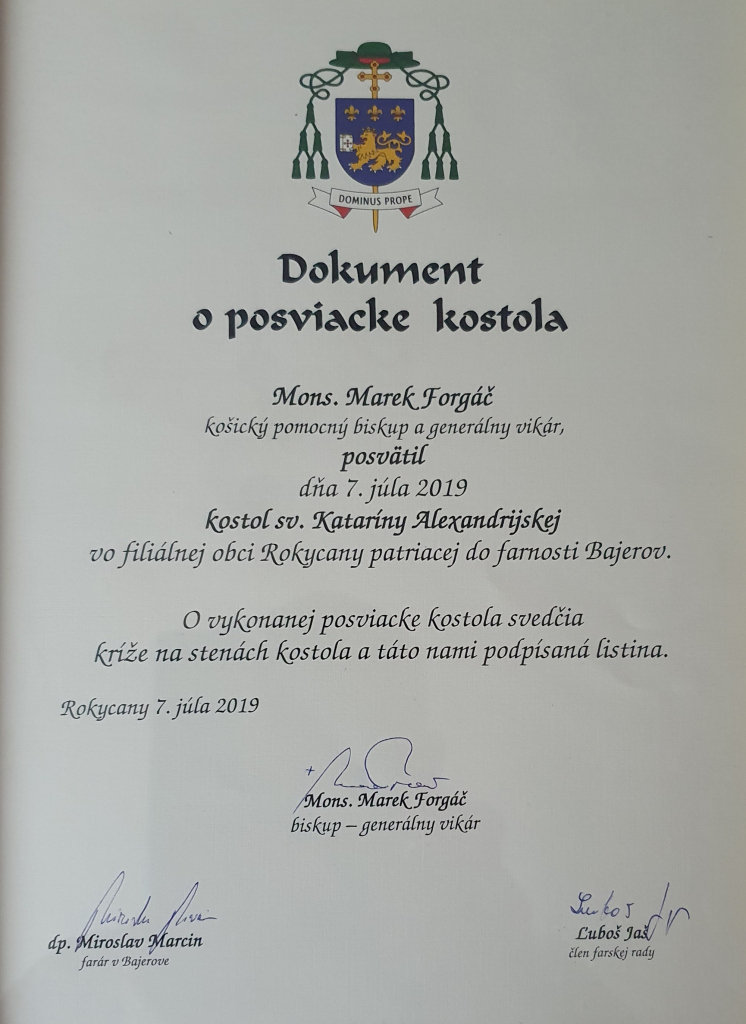 DOMINUS PROPE
Dokument
o posviacke kostola
Mons. Marek Forgáč
košický pomocný biskup a generálny vikár,
posvätil
dňa 7. júla 2019
kostol sv. Kataríny Alexandrijskej
vo filiálnej obci Rokycany patriacej do farnosti Bajerov.
O vykonanej posviacke kostola svedčia
kríže na stenách kostola a táto nami podpísaná listina.
Rokycany 7. júla 2019
Mons. Marek Forgáč
biskup – generálny vikár
dp. Miroslav Marcin
farár v Bajerove
Ľuboš Jaš
člen farskej rady